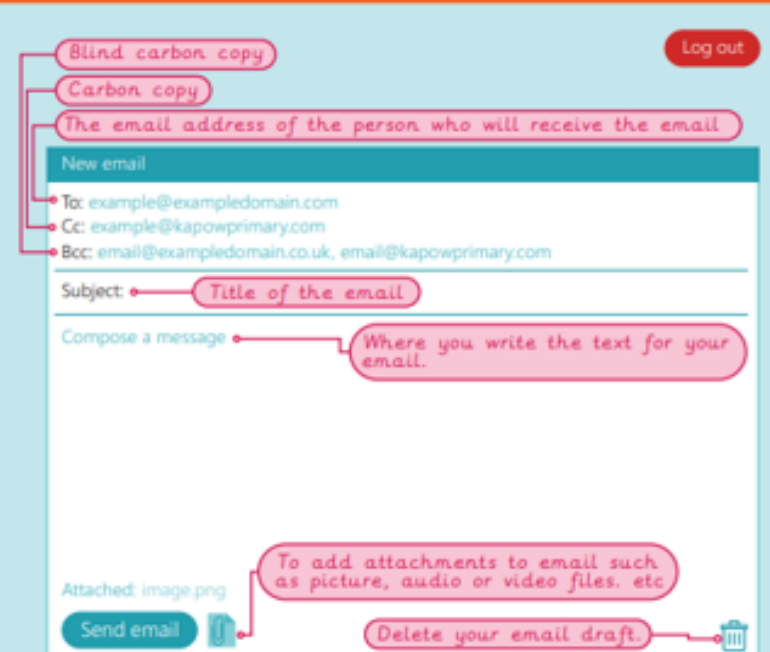 Blind carbon copy
Log out
Carbon copy
The email address of the person who will receive the email
New email
To: example@exampledomain.com
Cc: example@kapowprimary.com
Bcc: email@exampledomain.co.uk, email@kapowprimary.com
Subject:
Title of the email
Compose a message
Where you write the text for your
email.
To add attachments to email such
as picture, audio or video files. etc
Attached: image.png
Send email
Delete your email draft.